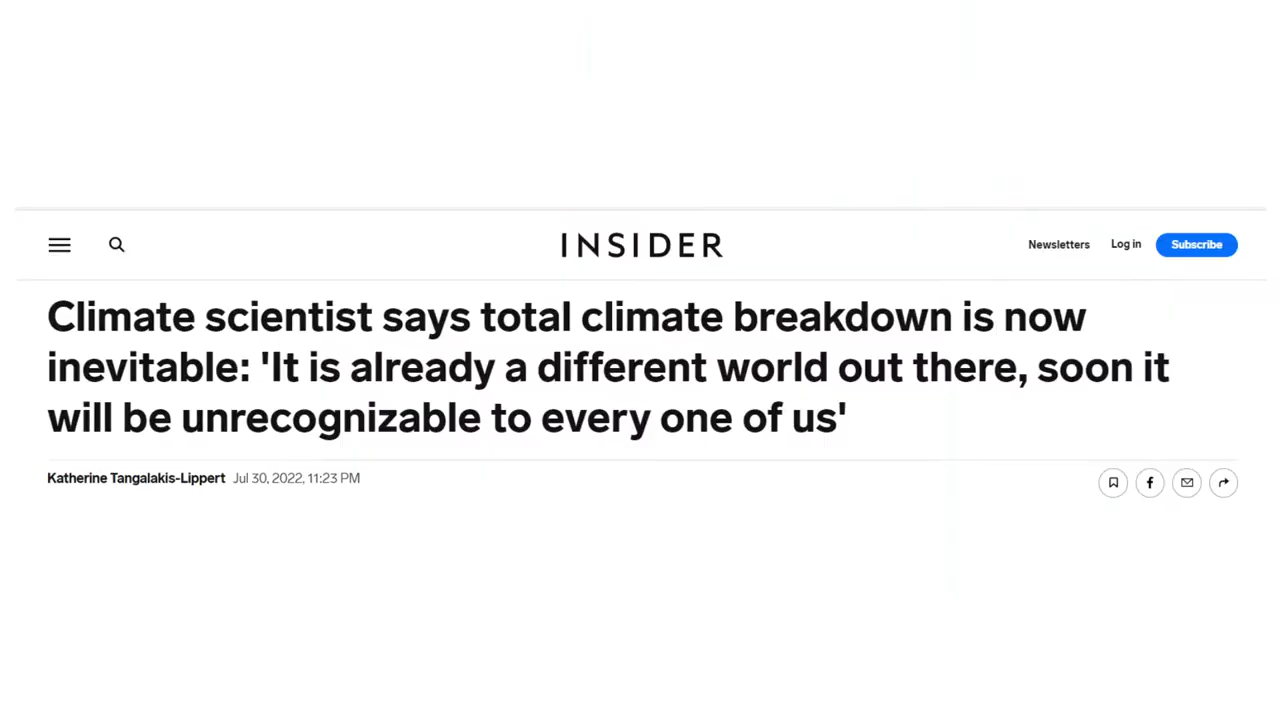 INSIDER
Newsletters Log in Subscribe
Climate scientist says total climate breakdown is now
inevitable: 'It is already a different world out there, soon it
will be unrecognizable to every one of us'
Katherine Tangalakis-Lippert Jul 30, 2022, 11:23 PM